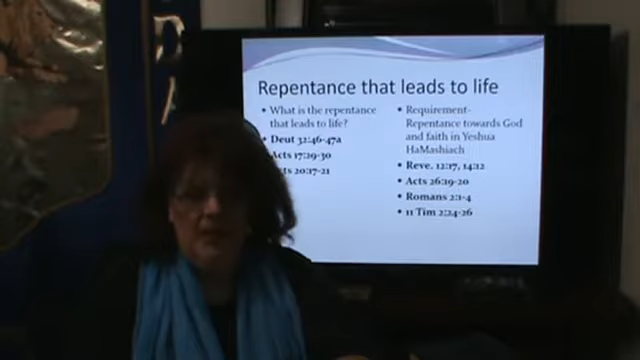 Repentance that leads to life
• What is the repentance
that leads to life?
• Deut 32:46-47a
Acts 17:29-30
20:17-21
• Requirement-
Repentance towards God
and faith in Yeshua
HaMashiach
• Reve. 12:17, 14:12
• Acts 26:19-20
• Romans 2:1-4
• 11 Tim 2:24-26